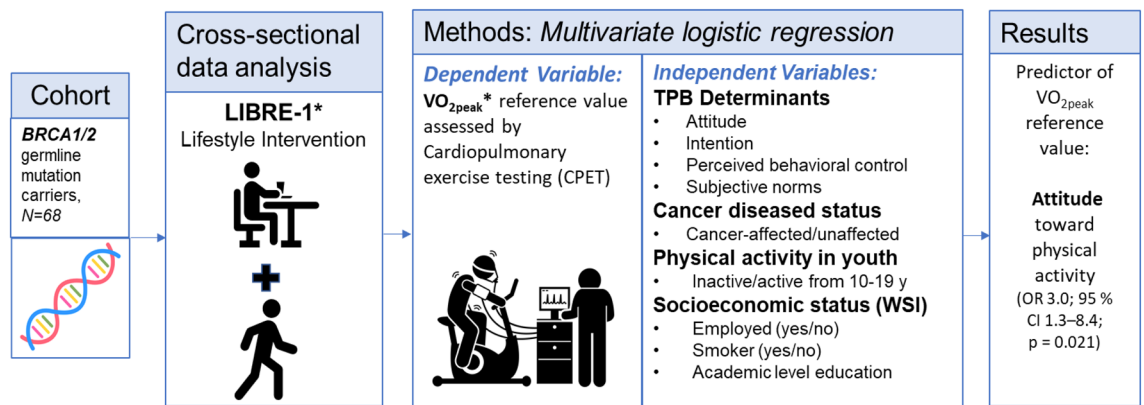 Cohort
BRCA1/2
germline
mutation
carriers,
N=68
Cross-sectional
data analysis
LIBRE-1*
Lifestyle Intervention
Methods: Multivariate logistic regression
Dependent Variable:
VO2peak* reference value
assessed by
Cardiopulmonary
exercise testing (CPET)
Independent Variables:
TPB Determinants
• Attitude
• Intention
• Perceived behavioral control
• Subjective norms
Cancer diseased status
• Cancer-affected/unaffected
Physical activity in youth
• Inactive/active from 10-19 y
Socioeconomic status (WSI)
• Employed (yes/no)
• Smoker (yes/no)
• Academic level education
Results
Predictor of
VO2peak
reference
value:
Attitude
toward
physical
activity
(OR 3.0; 95 %
CI 1.3–8.4;
p = 0.021)